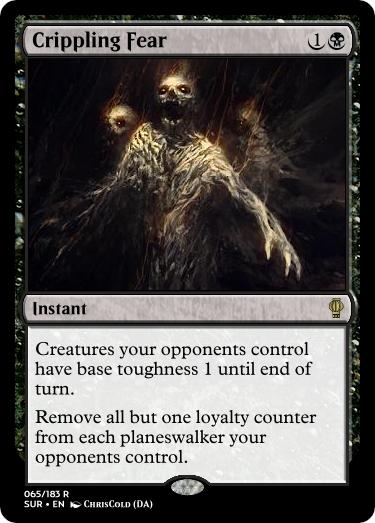 Crippling Fear 1
Instant
Creatures your opponents control
have base toughness 1 until end of
turn.
Remove all but one loyalty counter
from each planeswalker your
opponents control.
065/183 R
SUR • EN ChrisCold (DA)